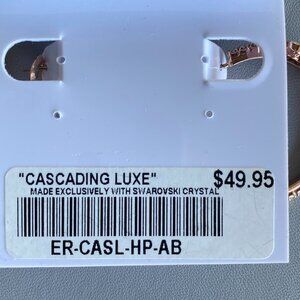 "CASCADING LUXE" $49.95
MADE EXCLUSIVELY WITH SWAROVSKI CRYSTAL
ER-CASL-HP-AB